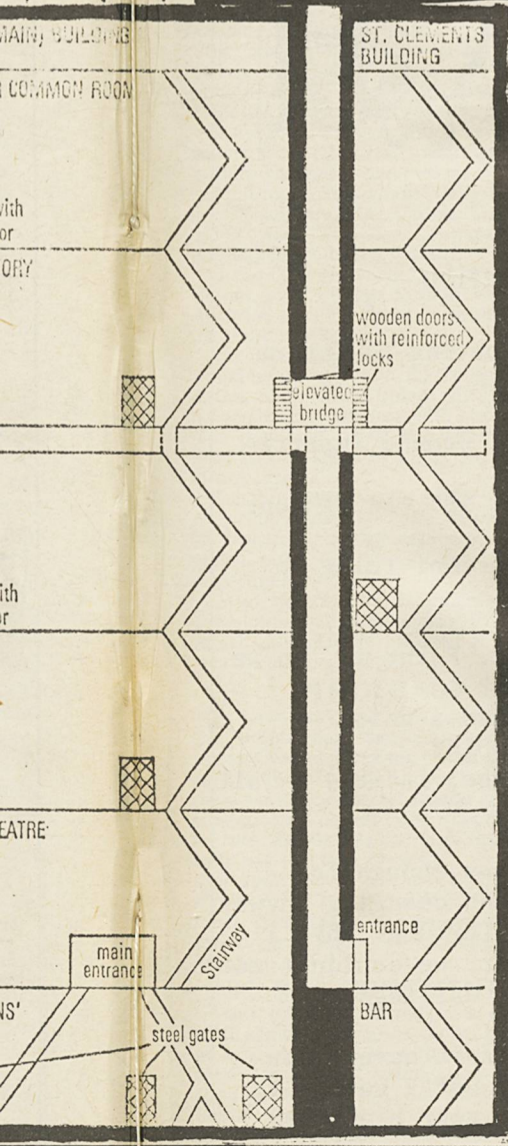 MAIN) BUILDING
ST. CLEMENTS
BUILDING
COMMON ROOM
with
or
ORY
wooden doors
with reinforced
locks
elevated
bridge
ith
or
EATRE
main
entrance
Stairway
entrance
NS'
BAR
steel gates